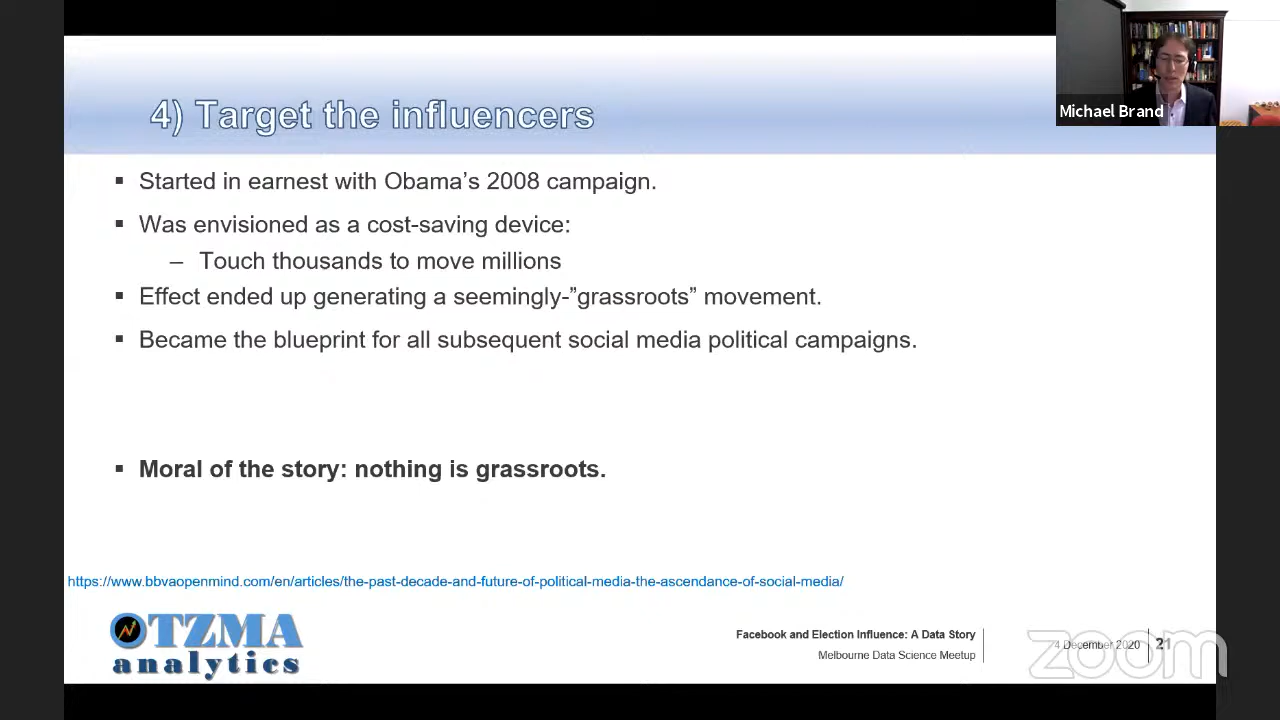 4) Target the influencers
Michael Brand
▪ Started in earnest with Obama's 2008 campaign.
▪ Was envisioned as a cost-saving device:
– Touch thousands to move millions
▪ Effect ended up generating a seemingly-”grassroots” movement.
▪ Became the blueprint for all subsequent social media political campaigns.
▪ Moral of the story: nothing is grassroots.
https://www.bbvaopenmind.com/en/articles/the-past-decade-and-future-of-political-media-the-ascendance-of-social-media/
OTZMA
analytics
Facebook and Election Influence: A Data Story
Melbourne Data Science Meetup
December 2020
21
zoom